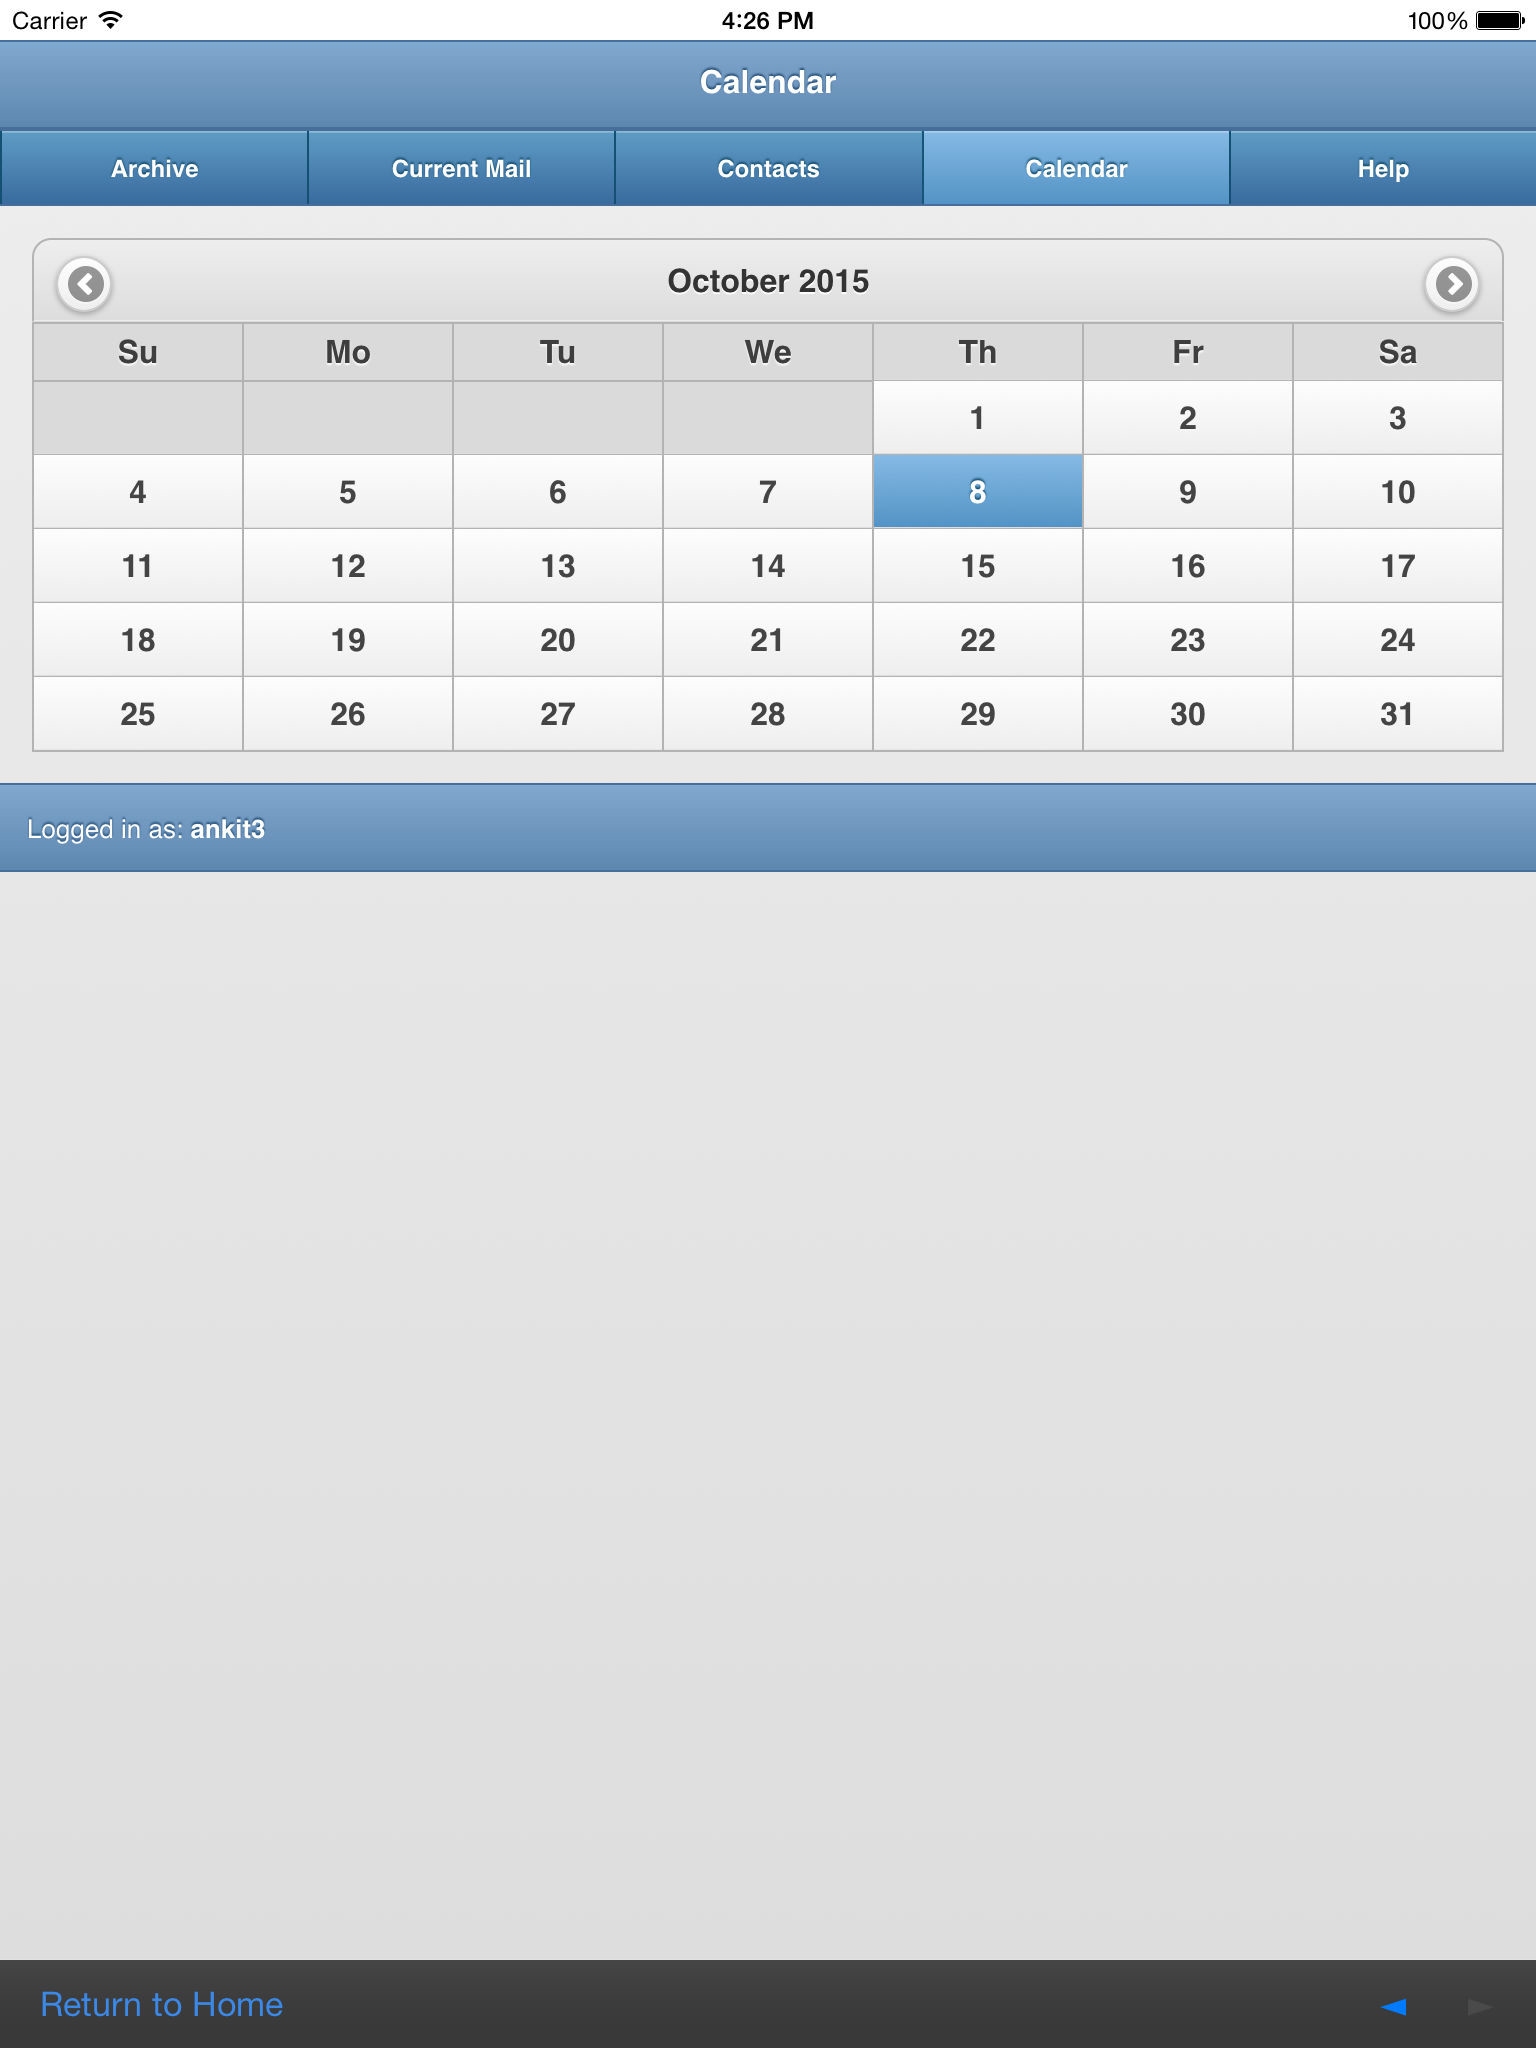 Carrier 4:26 PM 100%
Calendar
Archive Current Mail Contacts Calendar Help
October 2015
Su Mo Tu We Th Fr Sa
1 2 3
4 5 6 7 8 9 10
11 12 13 14 15 16 17
18 19 20 21 22 23 24
25 26 27 28 29 30 31
Logged in as: ankit3
Return to Home